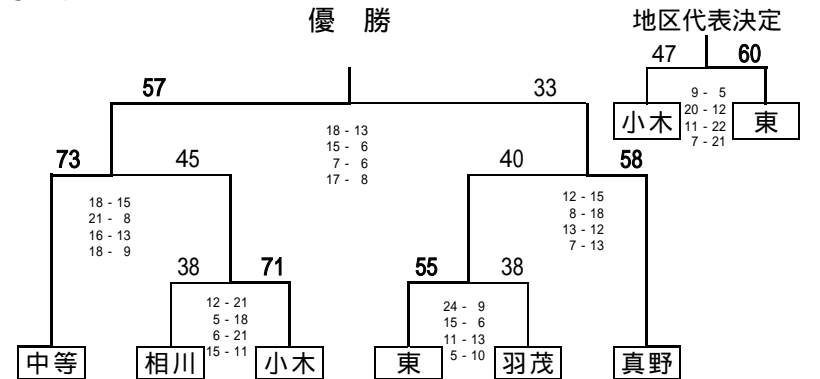 優 勝
地区代表決定
47 60
9 - 5
20 - 12
11 - 22
7 - 21
小木 東
57 33
18 - 13
15 - 6
7 - 6
17 - 8
73 45
18 - 15
21 - 8
16 - 13
18 - 9
40 58
12 - 15
8 - 18
13 - 12
7 - 13
38 71
12 - 21
5 - 18
6 - 21
15 - 11
55 38
24 - 9
15 - 6
11 - 13
5 - 10
中等 相川 小木 東 羽茂 真野